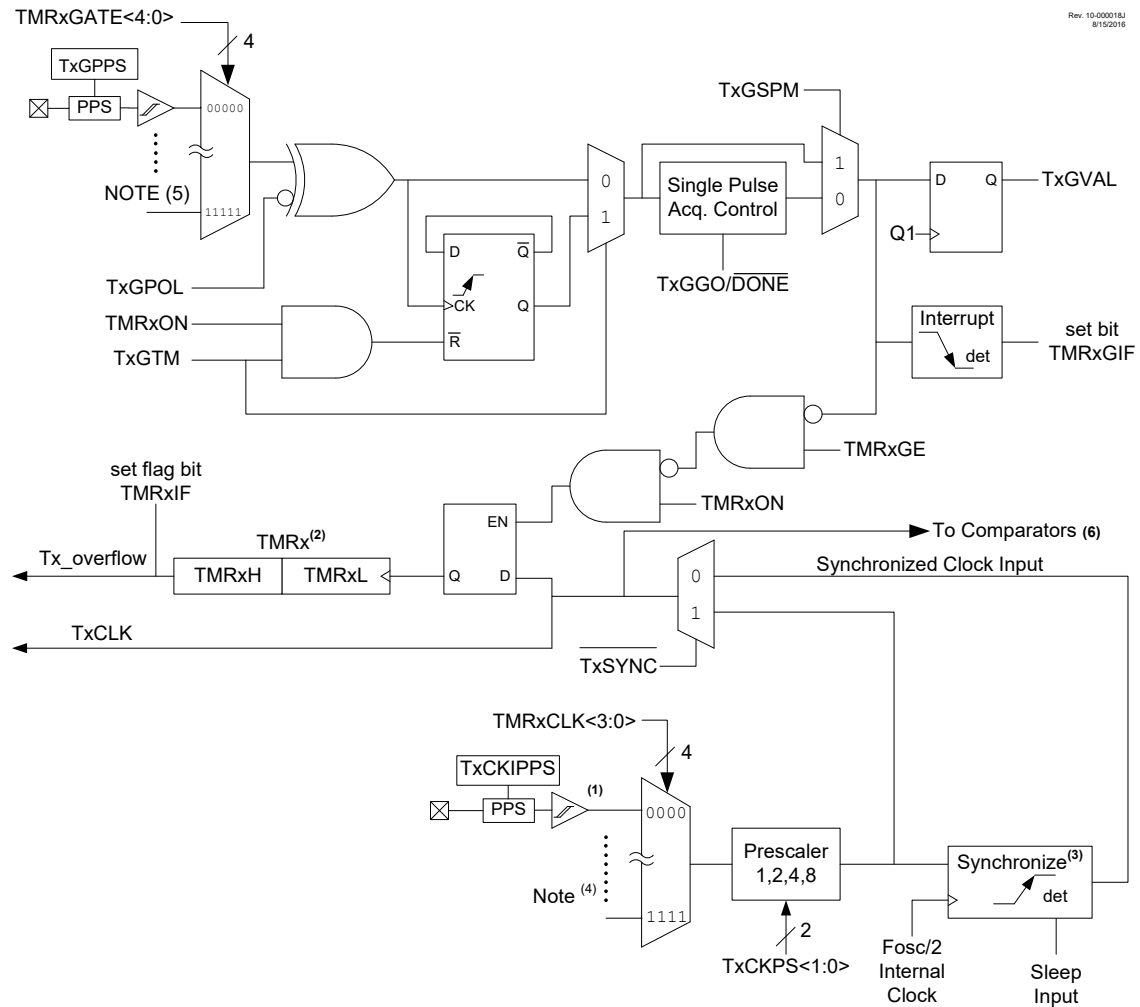 Rev. 10-000018J
8/15/2016
TMRxGATE<4:0>
4
TxGPPS
PPS
00000
NOTE (5)
11111
TxGPOL
TMRxON
TxGTM
D
Q
CK
Q
R
0
1
Single Pulse
Acq. Control
TxGGO/DONE
TxGSPM
1
0
D
Q
TxGVAL
Q1
Interrupt
det
set bit
TMRxGIF
TMRxGE
TMRxON
set flag bit
TMRxIF
Tx_overflow
TMRx(2)
TMRxH
TMRxL
EN
Q
D
To Comparators (6)
0
1
Synchronized Clock Input
TxCLK
TxSYNC
TMRxCLK<3:0>
4
TxCKIPPS
PPS
(1)
0000
Note (4)
1111
Prescaler
1,2,4,8
2
TxCKPS<1:0>
Synchronize(3)
det
Fosc/2
Internal
Clock
Sleep
Input